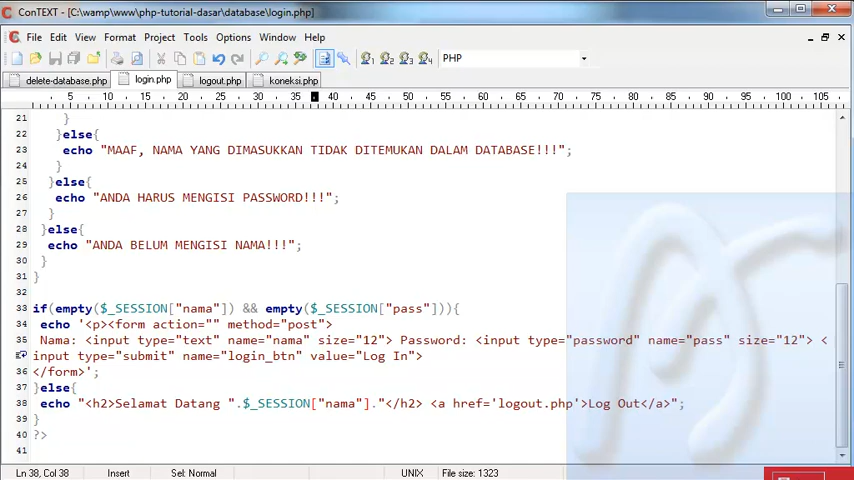 ConTEXT - [C:\wamp\www\php-tutorial-dasar\database\login.php]
File Edit View Format Project Tools Options Window Help
PHP
delete-database.php login.php logout.php koneksi.php
5 10 15 20 25 30 35 40 45 50 55 60 65 70 75 80 85 90 95 100 105
21 }
22 }else{
23 echo "MAAF, NAMA YANG DIMASUKKAN TIDAK DITEMUKAN DALAM DATABASE!!!";
24 }
25 }else{
26 echo "ANDA HARUS MENGISI PASSWORD!!!";
27 }
28 }else{
29 echo "ANDA BELUM MENGISI NAMA!!!";
30 }
31 }
32
33 if(empty($_SESSION["nama"]) && empty($_SESSION["pass"])){
34 echo '<p><form action="" method="post">
35 Nama: <input type="text" name="nama" size="12"> Password: <input type="password" name="pass" size="12"> <
input type="submit" name="login_btn" value="Log In">
36 </form>';
37 }else{
38 echo "<h2>Selamat Datang ".$_SESSION["nama"]."</h2> <a href='logout.php'>Log Out</a>";
39 }
40 ?>
41
Ln 38, Col 38 Insert Sel: Normal UNIX File size: 1323